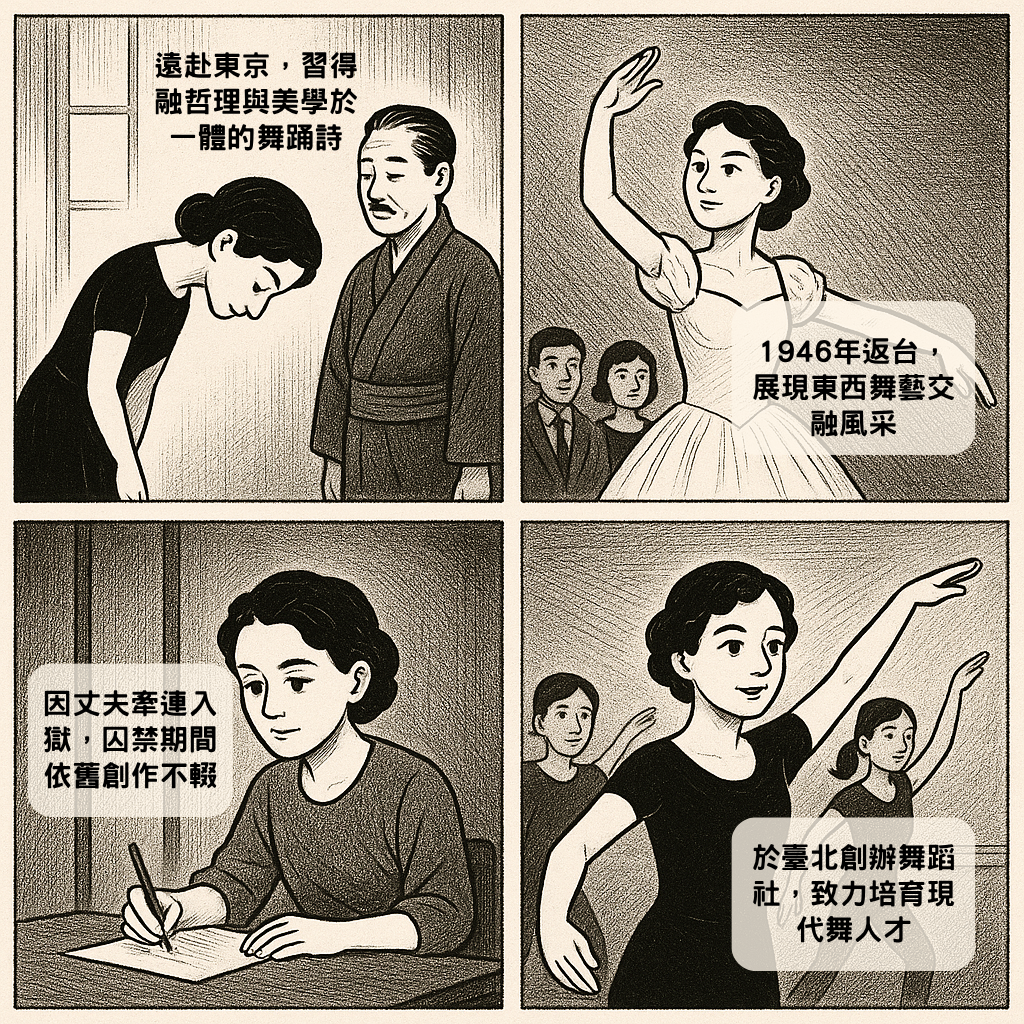 遠赴東京，習得
融哲理與美學於
一體的舞踊詩
1946年返台，
展現東西舞藝交
融風采
因丈夫牽連入
獄，囚禁期間
依舊創作不輟
於臺北創辦舞蹈
社，致力培育現
代舞人才